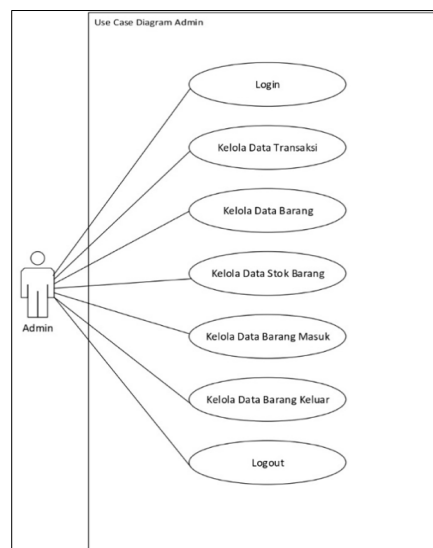 Use Case Diagram Admin
Login
Kelola Data Transaksi
Kelola Data Barang
Kelola Data Stok Barang
Admin
Kelola Data Barang Masuk
Kelola Data Barang Keluar
Logout